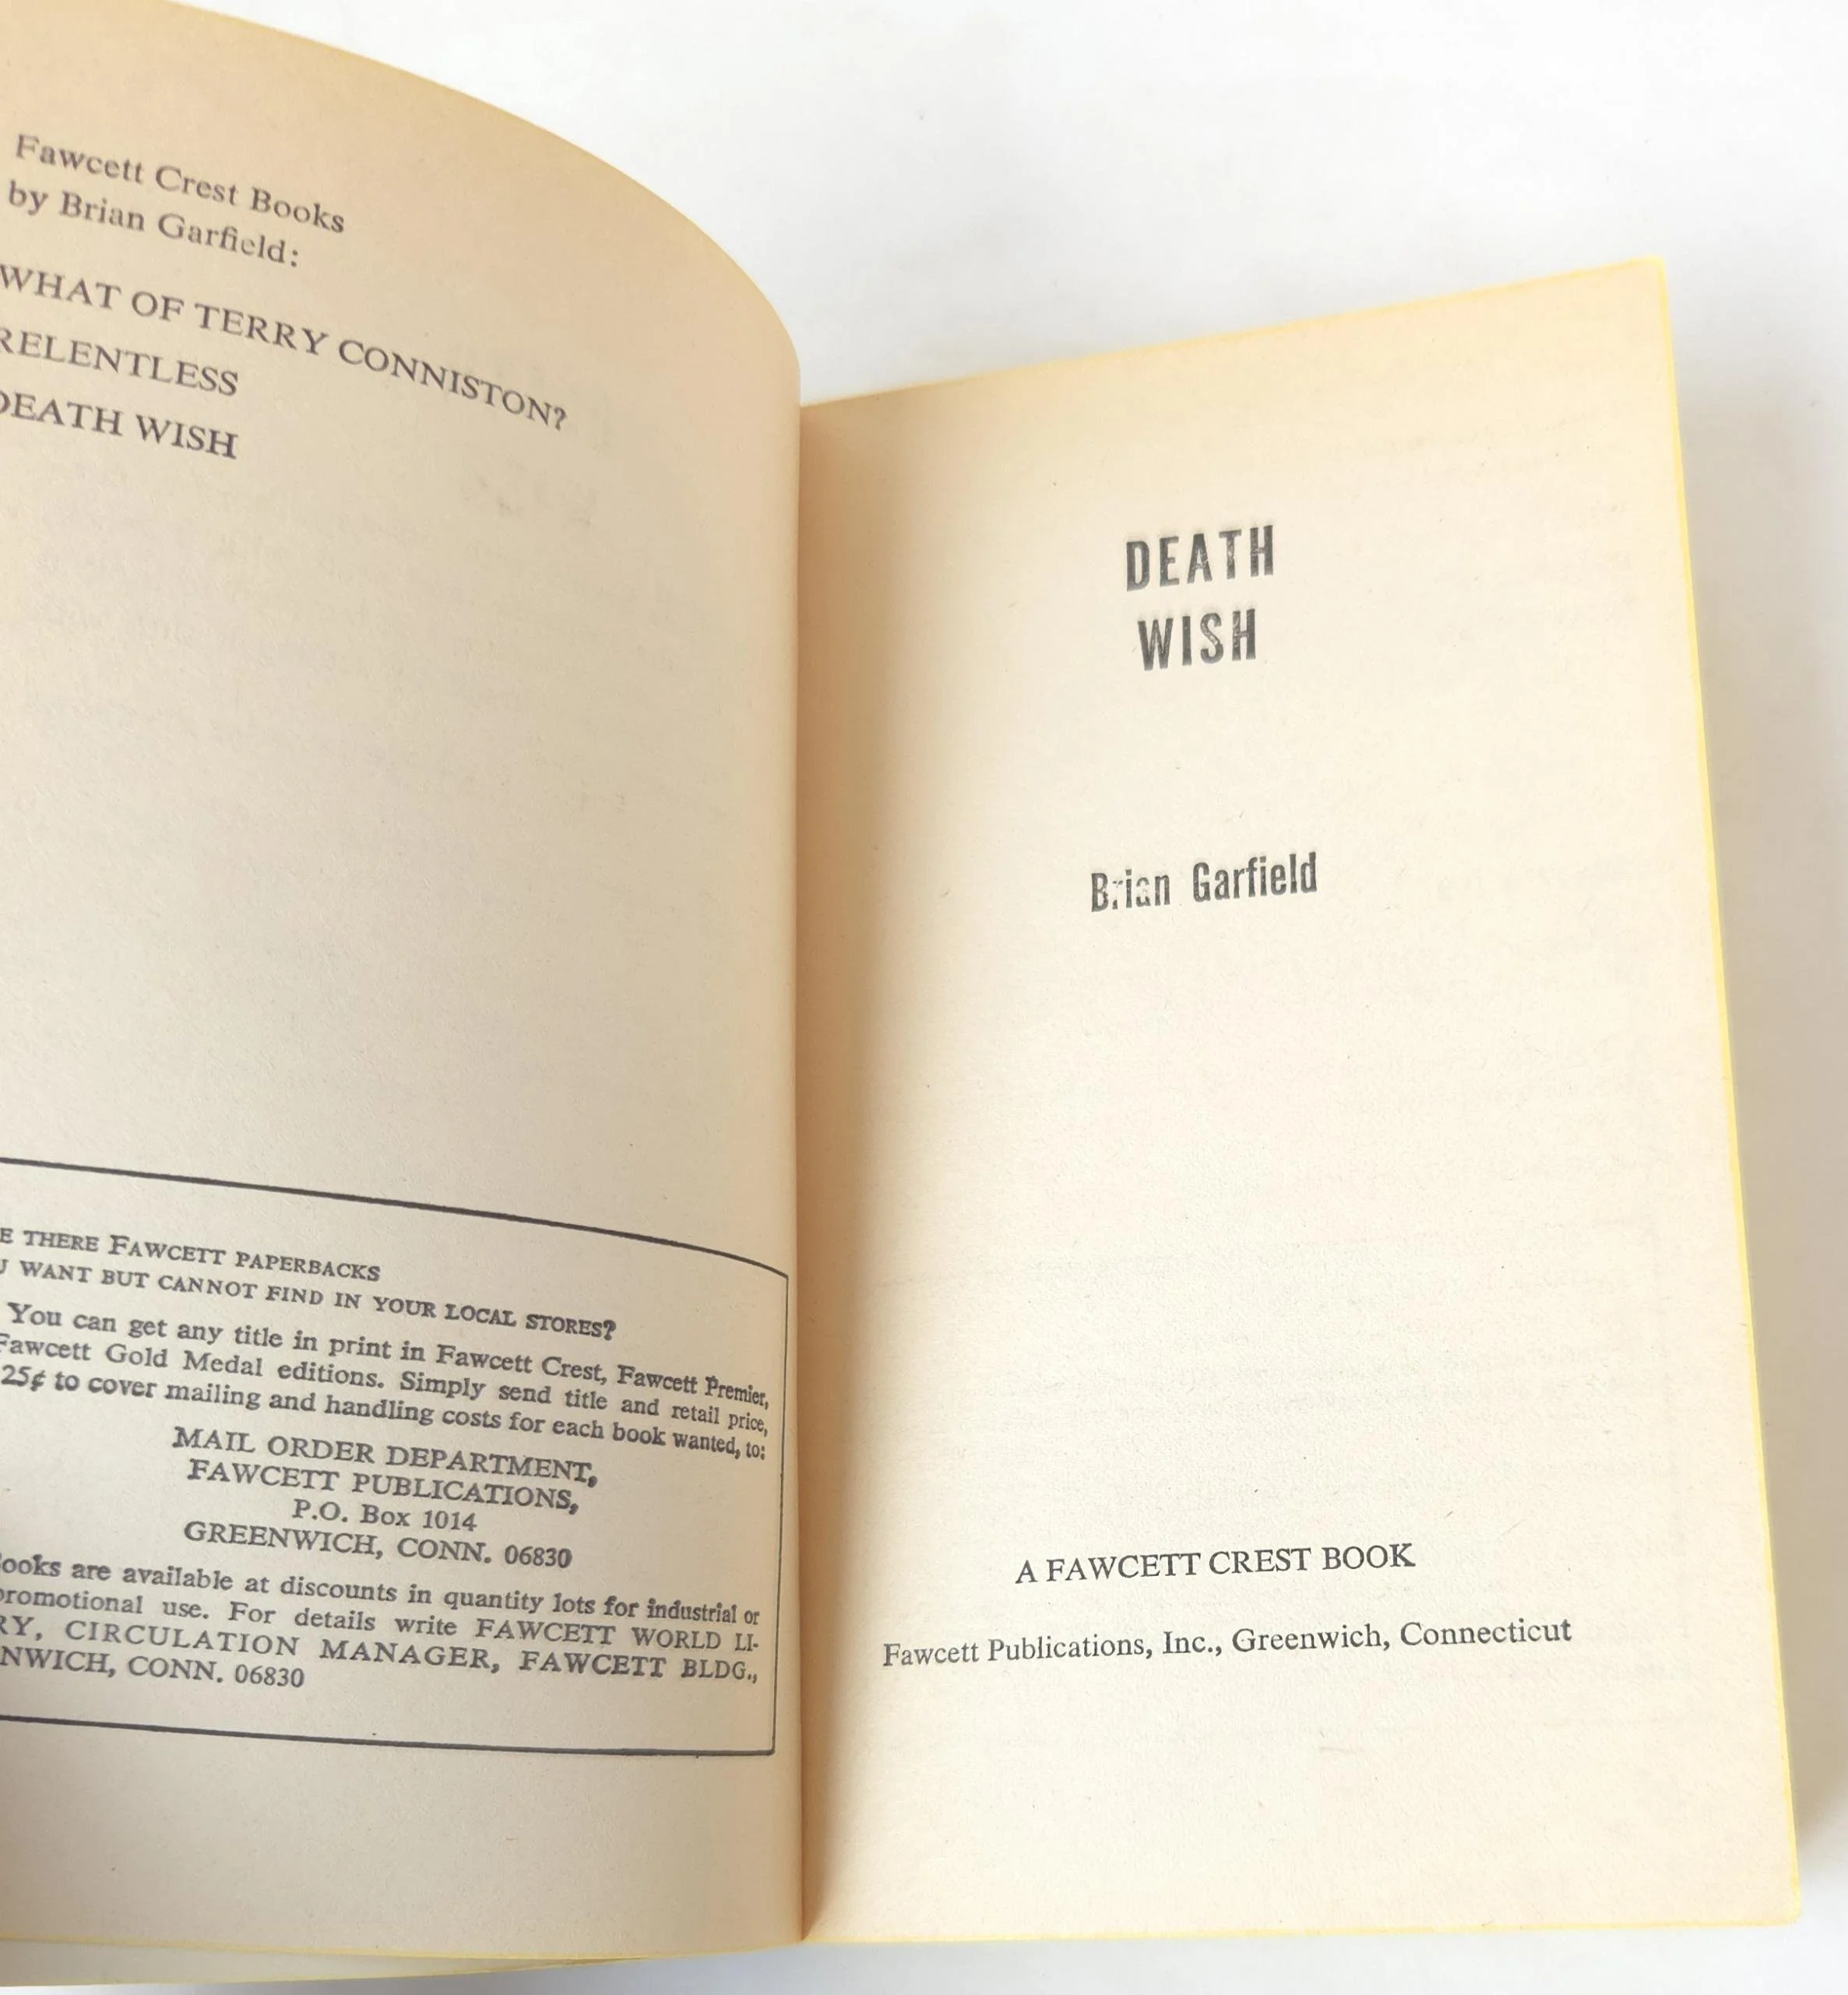 Fawcett Crest Books
by Brian Garfield:
WHAT OF TERRY CONNISTON?
RELENTLESS
DEATH WISH
THERE FAWCETT PAPERBACKS
WANT BUT CANNOT FIND IN YOUR LOCAL STORES?
You can get any title in print in Fawcett Crest, Fawcett Premier,
Fawcett Gold Medal editions. Simply send title and retail price,
25¢ to cover mailing and handling costs for each book wanted, to:
MAIL ORDER DEPARTMENT,
FAWCETT PUBLICATIONS,
P.O. Box 1014
GREENWICH, CONN. 06830
ooks are available at discounts in quantity lots for industrial or
promotional use. For details write FAWCETT WORLD LI-
RY, CIRCULATION MANAGER, FAWCETT BLDG.,
NWICH, CONN. 06830
DEATH
WISH
Brian Garfield
A FAWCETT CREST BOOK
Fawcett Publications, Inc., Greenwich, Connecticut